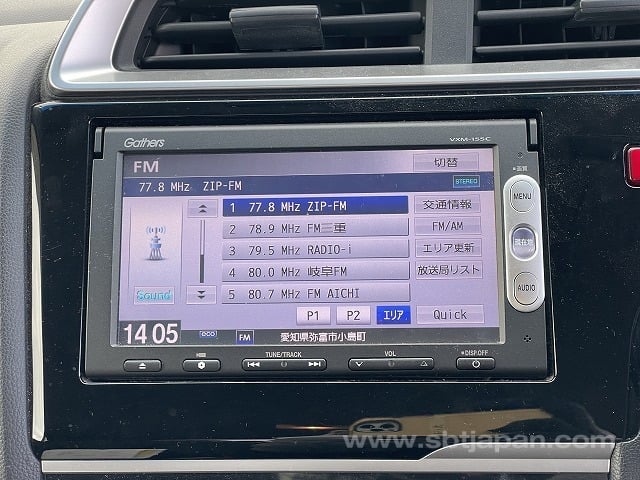 Gathers
VXM-155C
FM
切替
77.8 MHz ZIP-FM
STEREO
1 77.8 MHz ZIP-FM
交通情報
2 78.9 MHz FM三重
FM/AM
3 79.5 MHz RADIO-i
エリア更新
4 80.0 MHz 岐阜FM
放送局リスト
5 80.7 MHz FM AICHI
Sound
P1
P2
エリア
Quick
14:05
ECO
FM
愛知県弥富市小島町
画質
MENU
現在地
AUDIO
TUNE/TRACK
VOL
DISP.OFF
www.sbtjapan.com